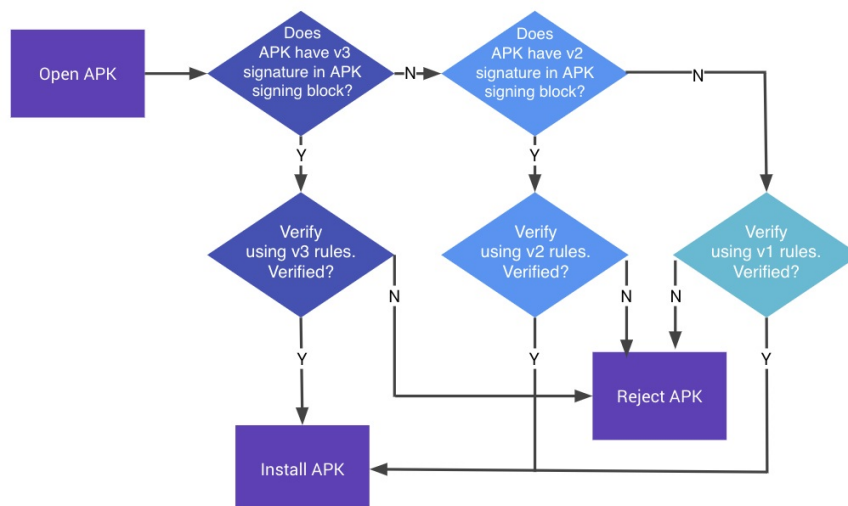 Open APK
Does
APK have v3
signature in APK
signing block?
N
Does
APK have v2
signature in APK
signing block?
N
Y
Y
Verify
using v3 rules.
Verified?
Verify
using v2 rules.
Verified?
Verify
using v1 rules.
Verified?
N
N
N
Y
Y
Y
Reject APK
Install APK